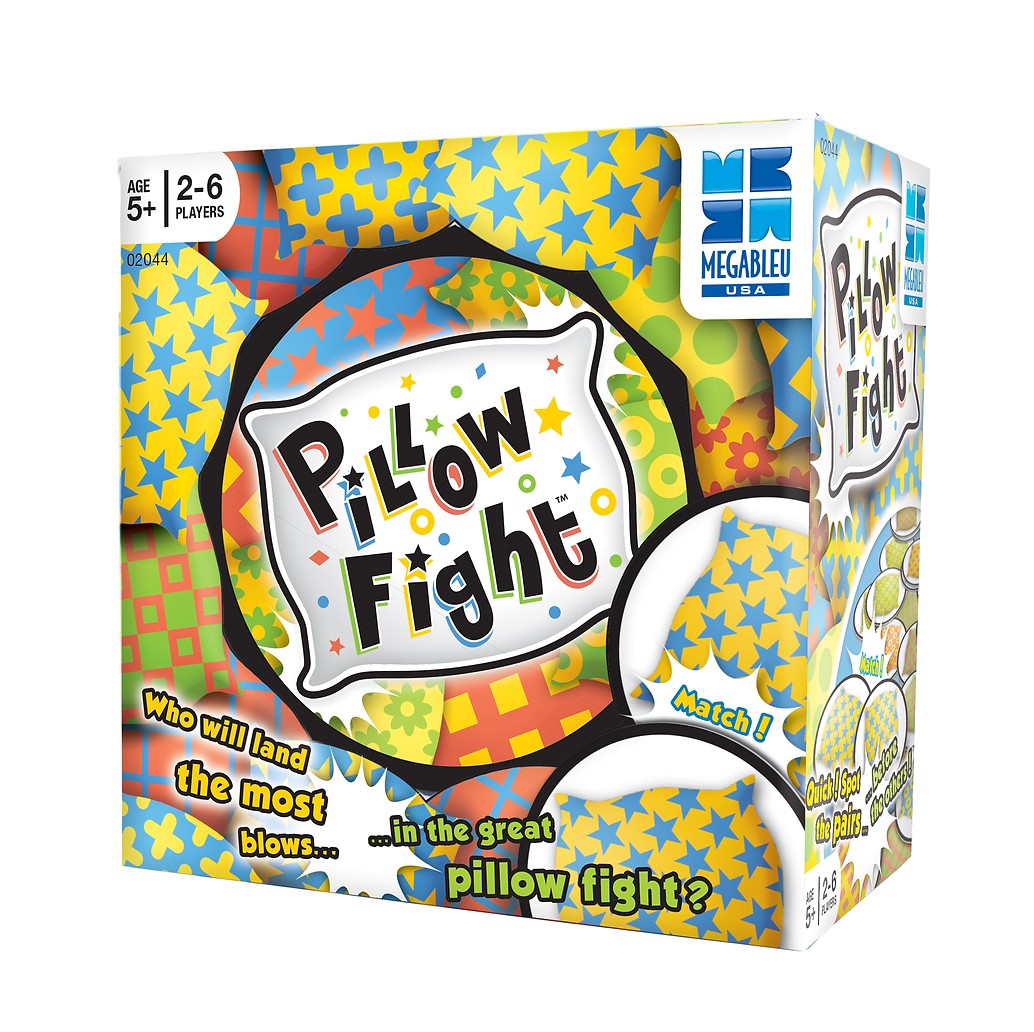 AGE
5+
2-6
PLAYERS
02044
MEGABLEU
USA
PiLLOW
Fight™
Match !
Who will land
the most
blows...
...in the great
pillow fight?
02044
MEGABLEU
USA
PiLLOW
Fight
Match !
Quick ! Spot
the pairs...
...before
the others !
AGE
5+
2-6
PLAYERS